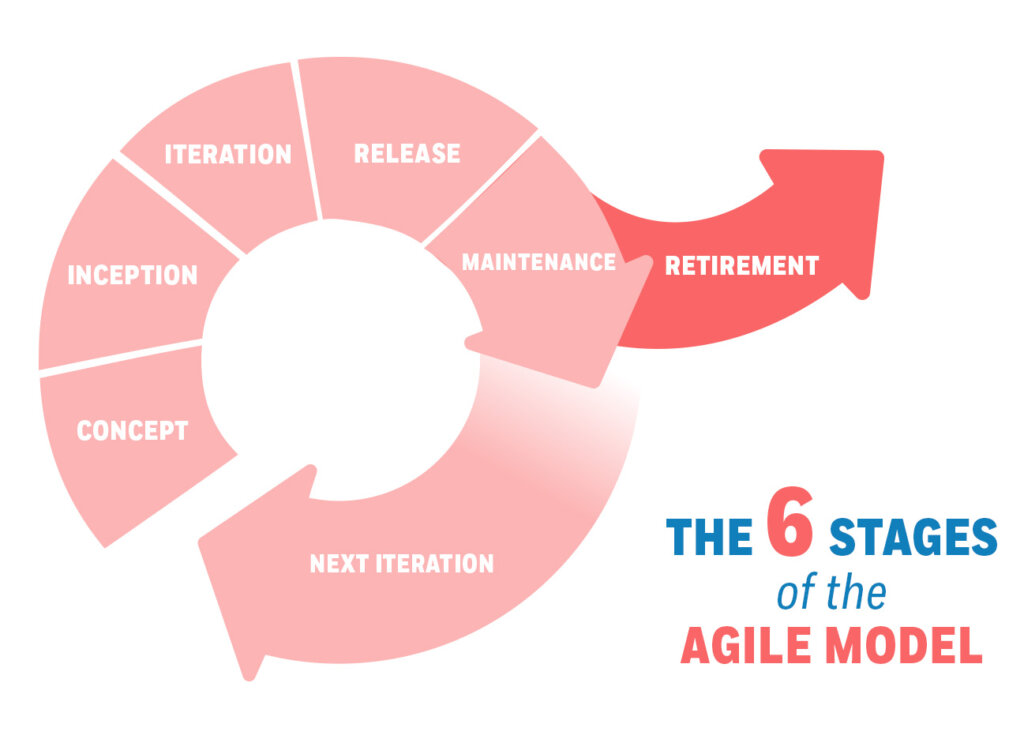 ITERATION
RELEASE
INCEPTION
MAINTENANCE
RETIREMENT
CONCEPT
NEXT ITERATION
THE 6 STAGES
of the
AGILE MODEL